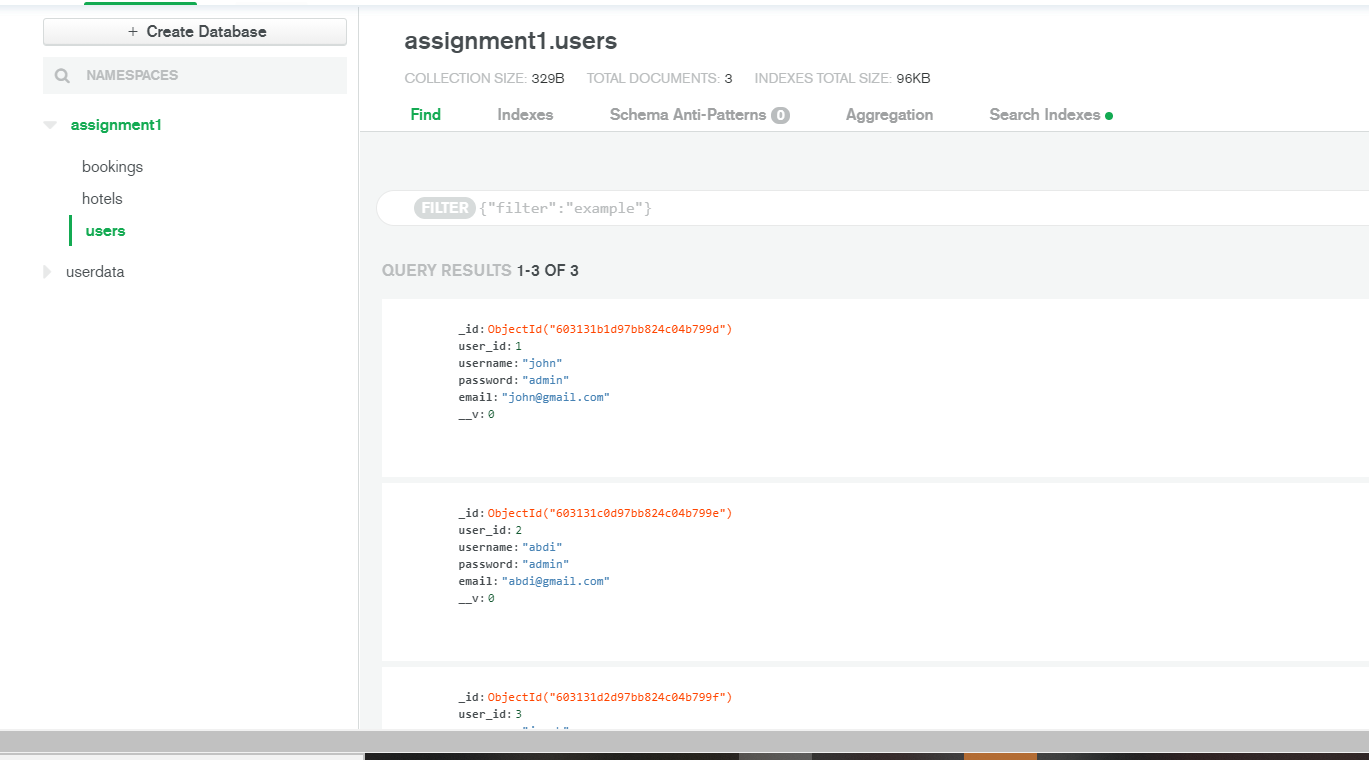 + Create Database
NAMESPACES
assignment1
bookings
hotels
users
userdata
assignment1.users
COLLECTION SIZE: 329B TOTAL DOCUMENTS: 3 INDEXES TOTAL SIZE: 96KB
Find Indexes Schema Anti-Patterns 0 Aggregation Search Indexes
FILTER {"filter":"example"}
QUERY RESULTS 1-3 OF 3
_id: ObjectId("603131b1d97bb824c04b799d")
user_id: 1
username: "john"
password: "admin"
email: "john@gmail.com"
__v: 0
_id: ObjectId("603131c0d97bb824c04b799e")
user_id: 2
username: "abdi"
password: "admin"
email: "abdi@gmail.com"
__v: 0
_id: ObjectId("603131d2d97bb824c04b799f")
user_id: 3